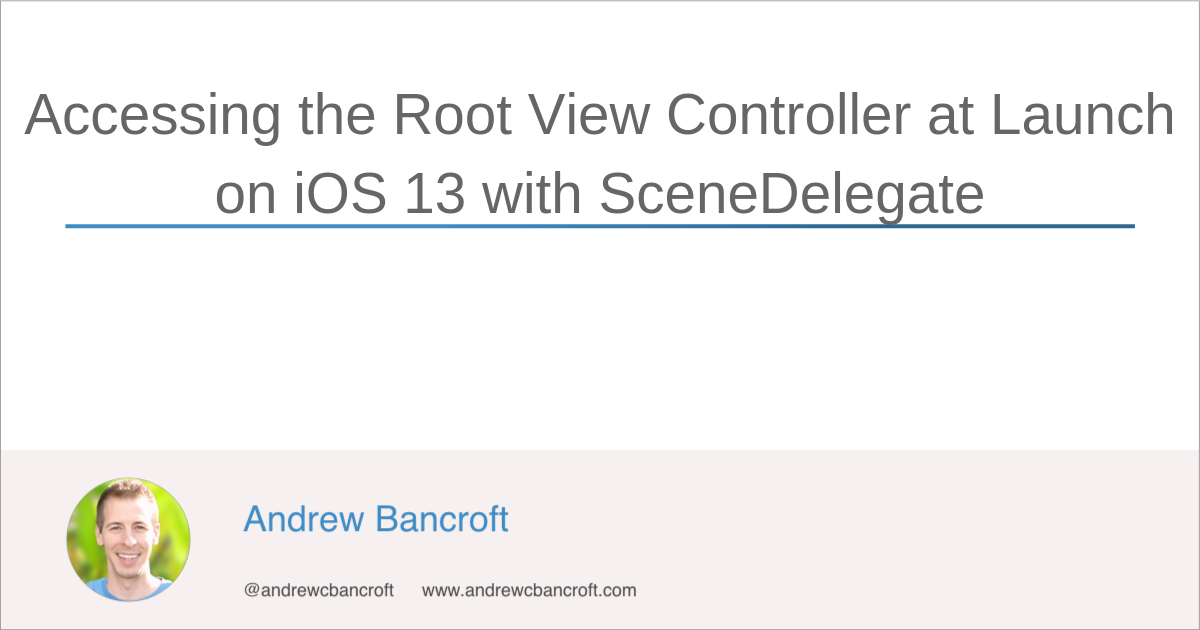 Accessing the Root View Controller at Launch
on iOS 13 with SceneDelegate
Andrew Bancroft
@andrewcbancroft www.andrewcbancroft.com